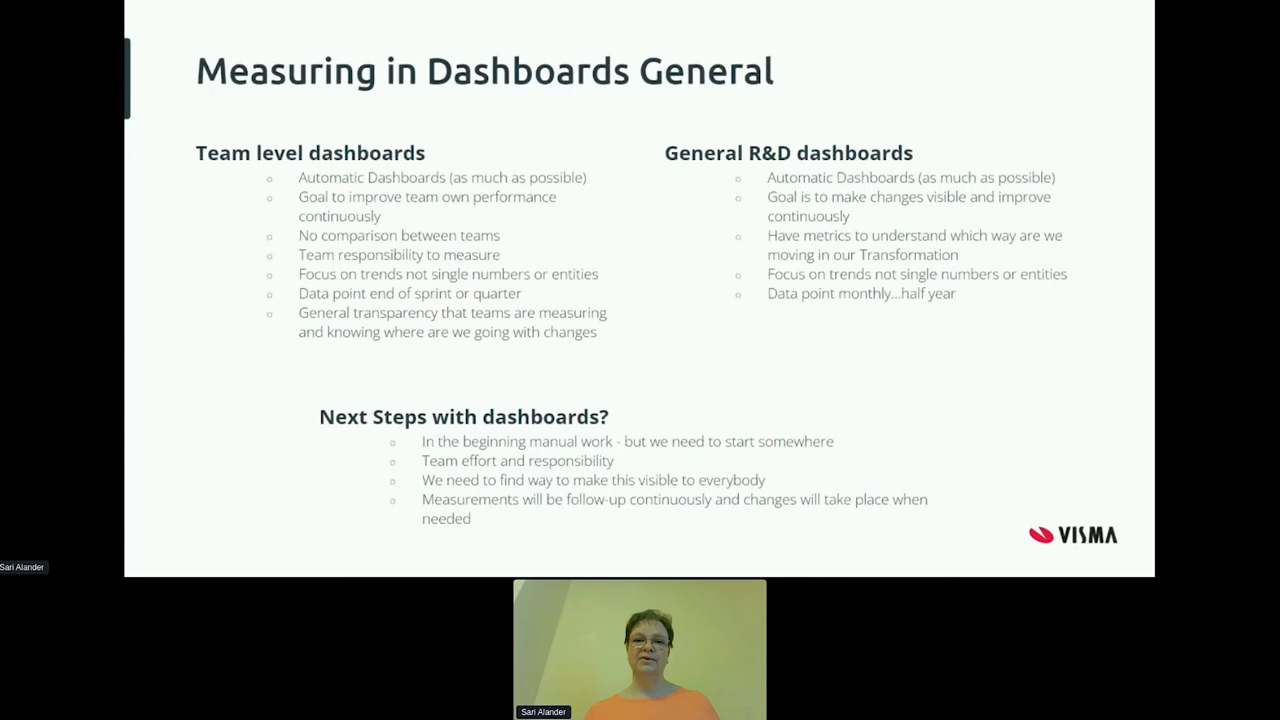 Measuring in Dashboards General
Team level dashboards
Automatic Dashboards (as much as possible)
Goal to improve team own performance
continuously
No comparison between teams
Team responsibility to measure
Focus on trends not single numbers or entities
Data point end of sprint or quarter
General transparency that teams are measuring
and knowing where are we going with changes
General R&D dashboards
Automatic Dashboards (as much as possible)
Goal is to make changes visible and improve
continuously
Have metrics to understand which way are we
moving in our Transformation
Focus on trends not single numbers or entities
Data point monthly...half year
Next Steps with dashboards?
In the beginning manual work - but we need to start somewhere
Team effort and responsibility
We need to find way to make this visible to everybody
Measurements will be follow-up continuously and changes will take place when
needed
VISMA
Sari Alander
Sari Alander